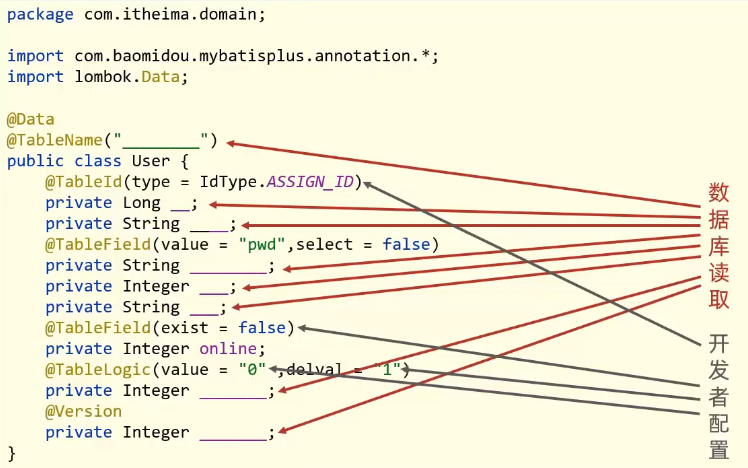 package com.itheima.domain;
import com.baomidou.mybatisplus.annotation.*;
import lombok.Data;
@Data
@TableName("________")
public class User {
@TableId(type = IdType.ASSIGN_ID)
private Long __;
private String ____;
@TableField(value = "pwd",select = false)
private String ________;
private Integer ___;
private String ___;
@TableField(exist = false)
private Integer online;
@TableLogic(value = "0" ,delval = "1")
private Integer _______;
@Version
private Integer _______;
}
数据库读取
开发者配置